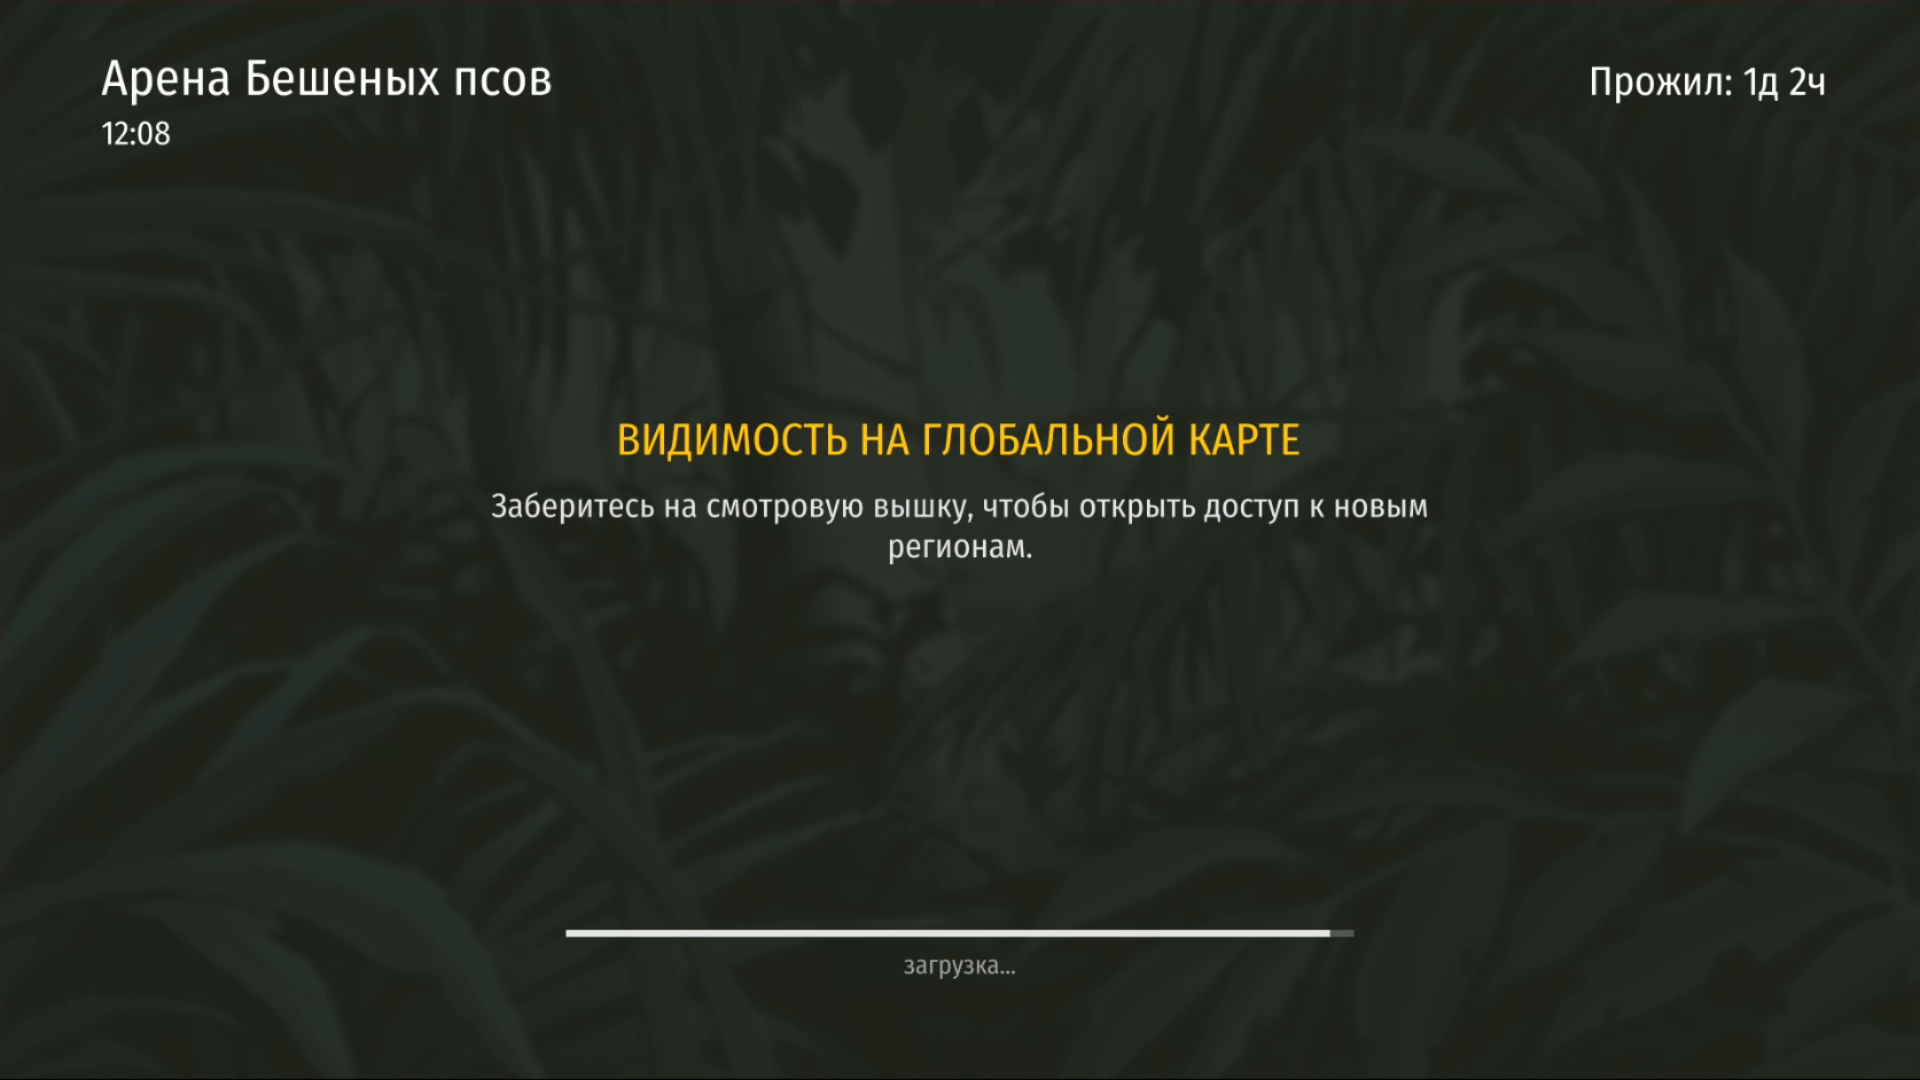 Арена Бешеных псов
Прожил: 1д 2ч
12:08
ВИДИМОСТЬ НА ГЛОБАЛЬНОЙ КАРТЕ
Заберитесь на смотровую вышку, чтобы открыть доступ к новым
регионам.
загрузка...